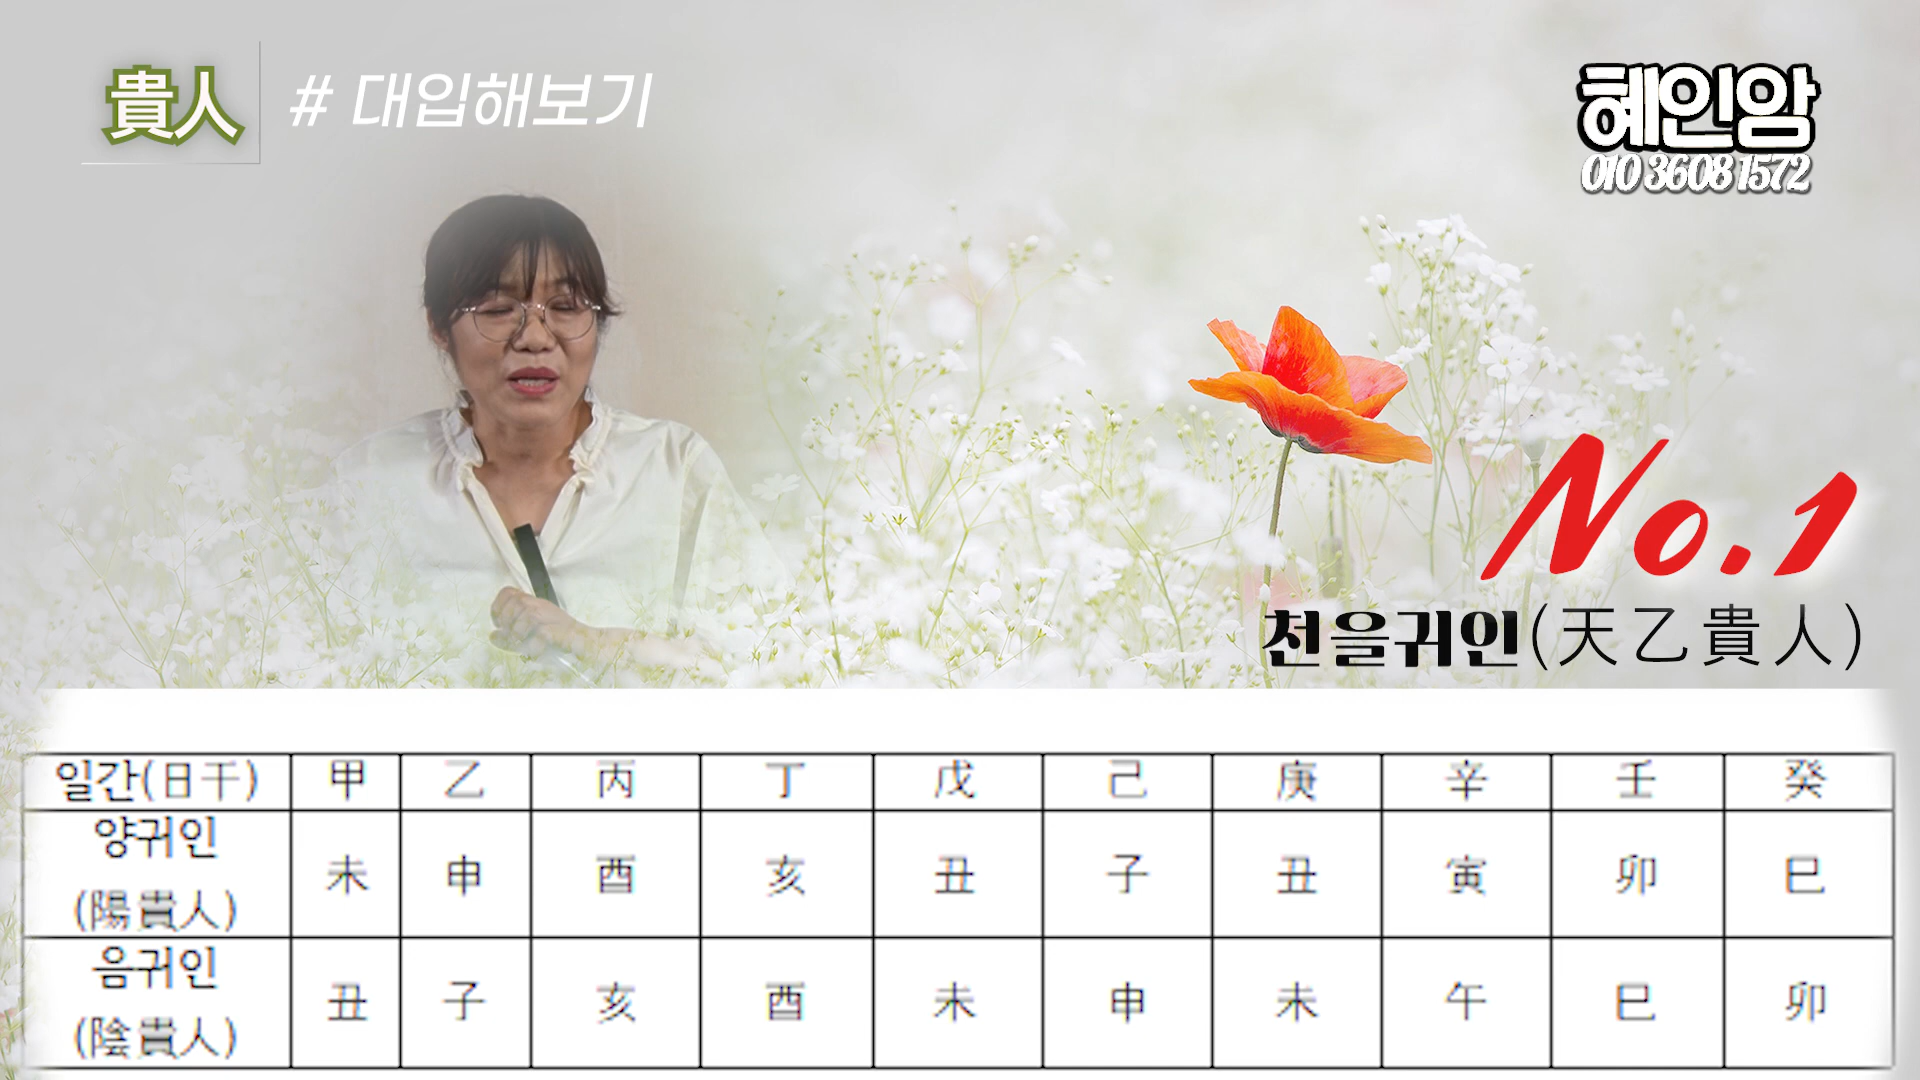 貴人 # 대입해보기
혜인암
010 3608 1572
No.1
천을귀인(天乙貴人)
일간(日干) 甲 乙 丙 丁 戊 己 庚 辛 壬 癸
양귀인
(陽貴人) 未 申 酉 亥 丑 子 丑 寅 卯 巳
음귀인
(陰貴人) 丑 子 亥 酉 未 申 未 午 巳 卯